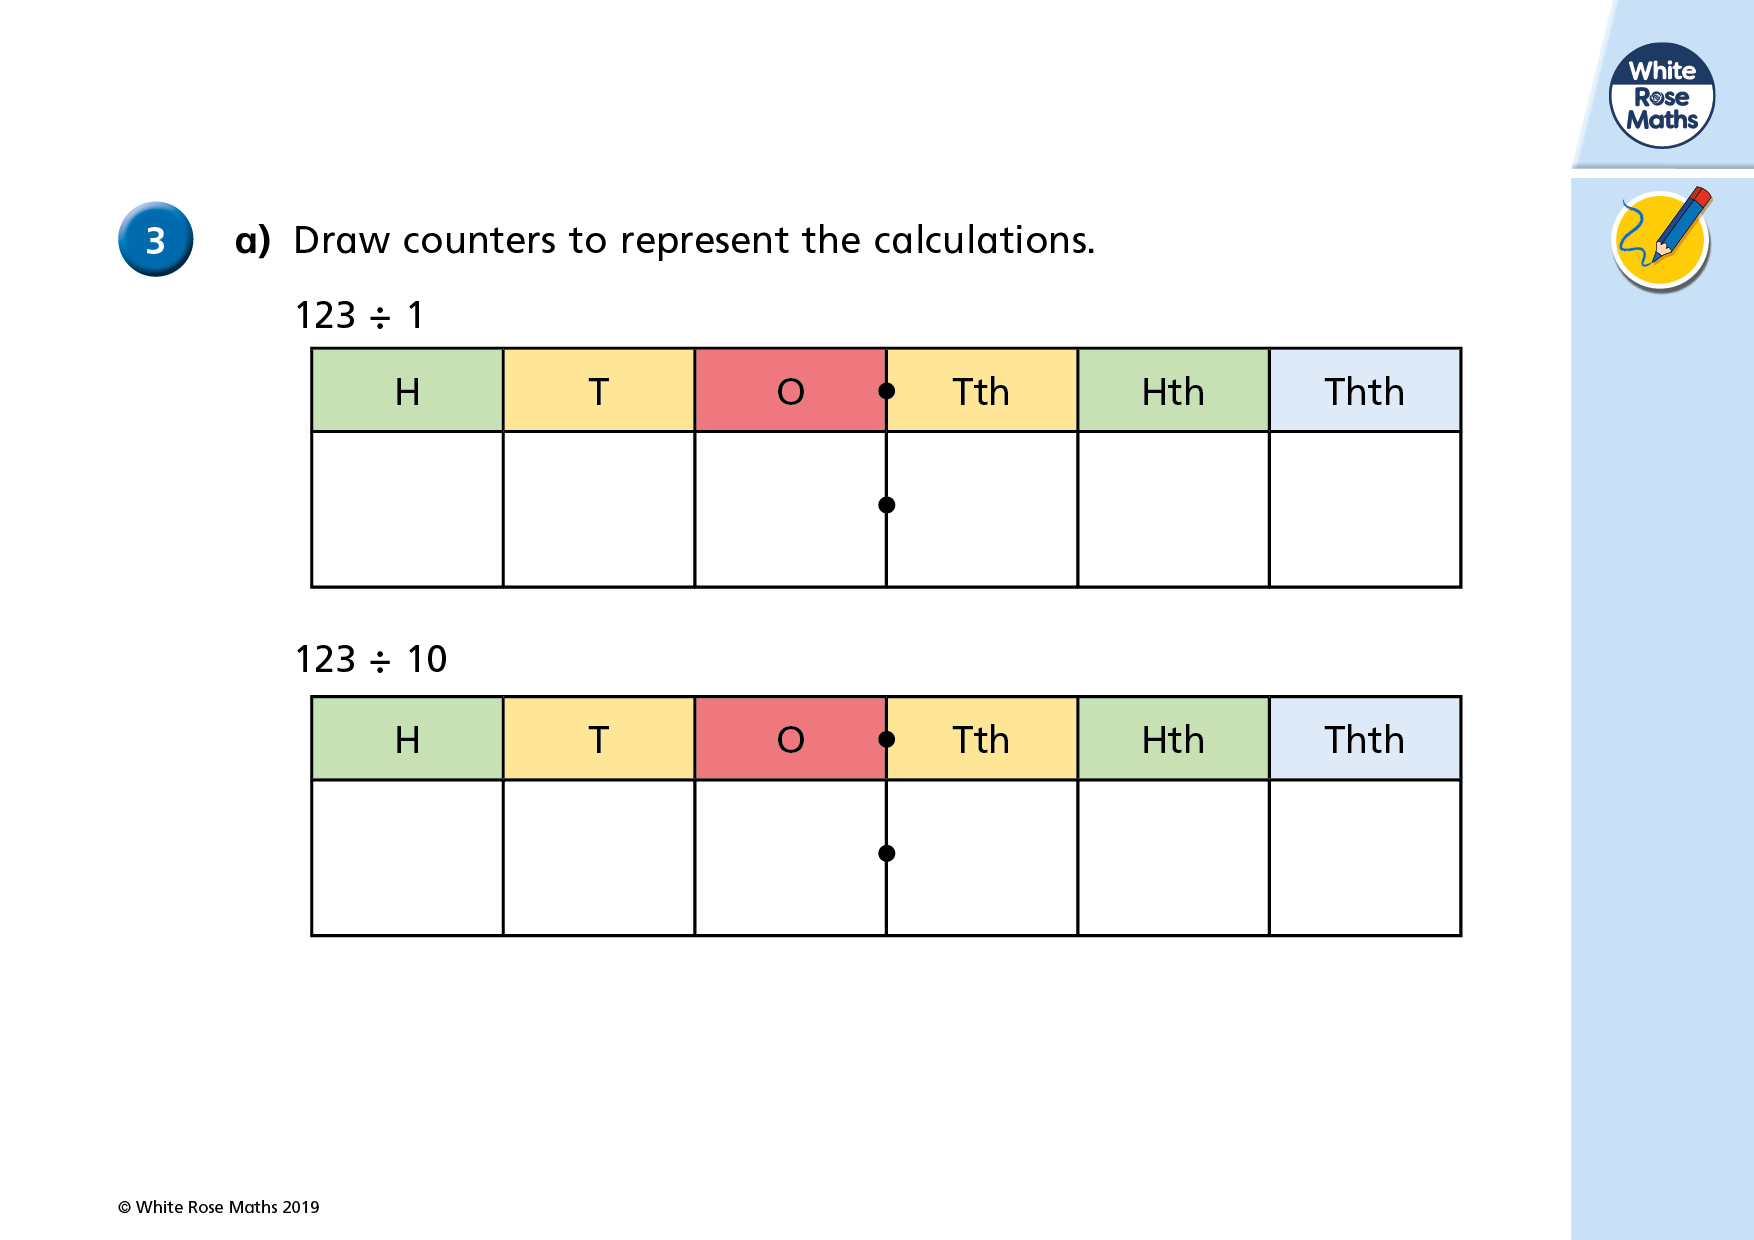 White
Rose
Maths
3 a) Draw counters to represent the calculations.
123 ÷ 1
H T O • Tth Hth Thth
123 ÷ 10
H T O • Tth Hth Thth
© White Rose Maths 2019